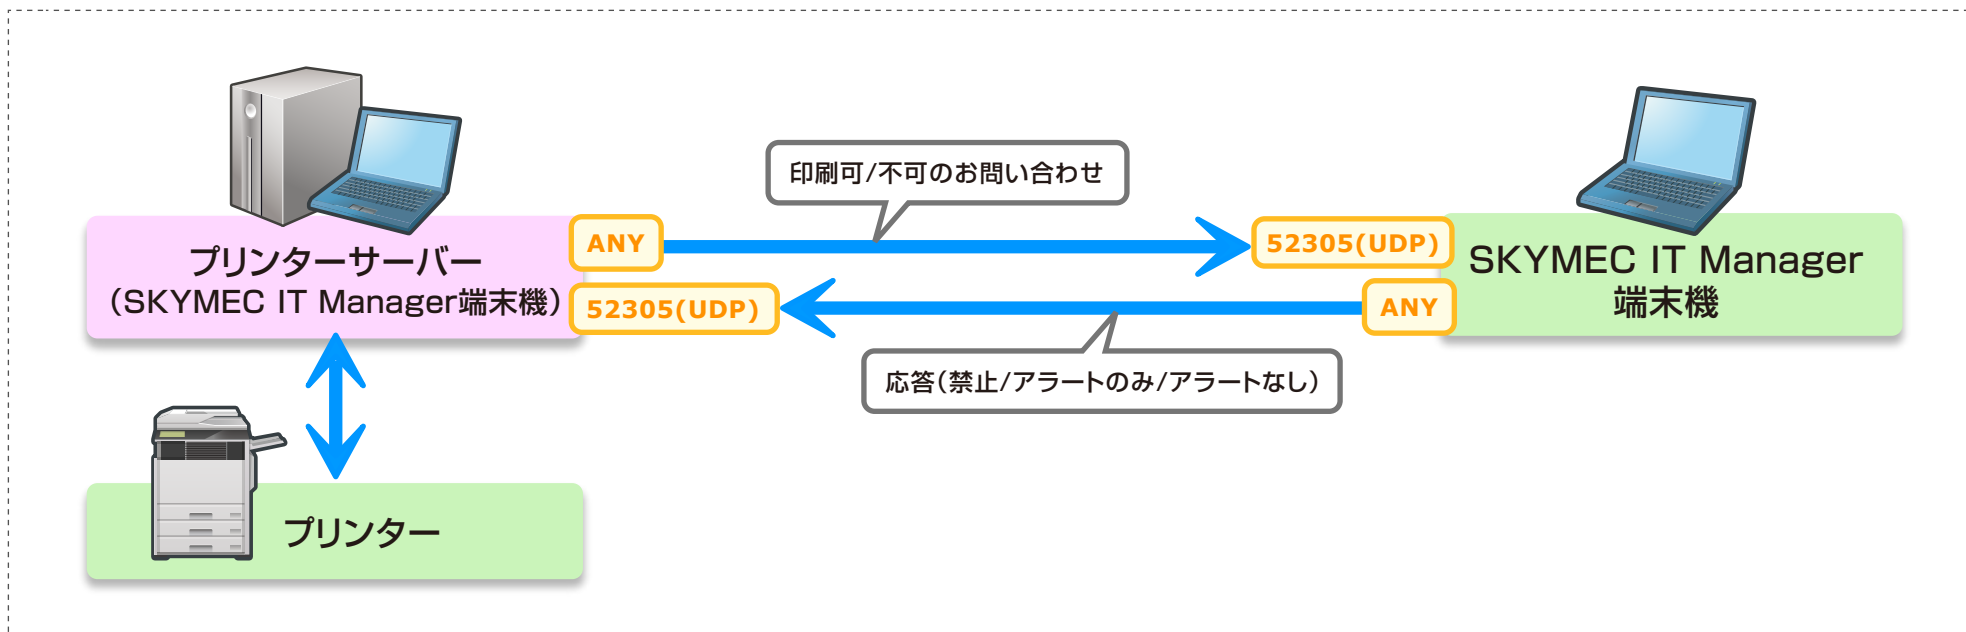 印刷可/不可のお問い合わせ
ANY
52305(UDP)
プリンターサーバー
（SKYMEC IT Manager端末機）
SKYMEC IT Manager
端末機
52305(UDP)
ANY
応答（禁止/アラートのみ/アラートなし）
プリンター